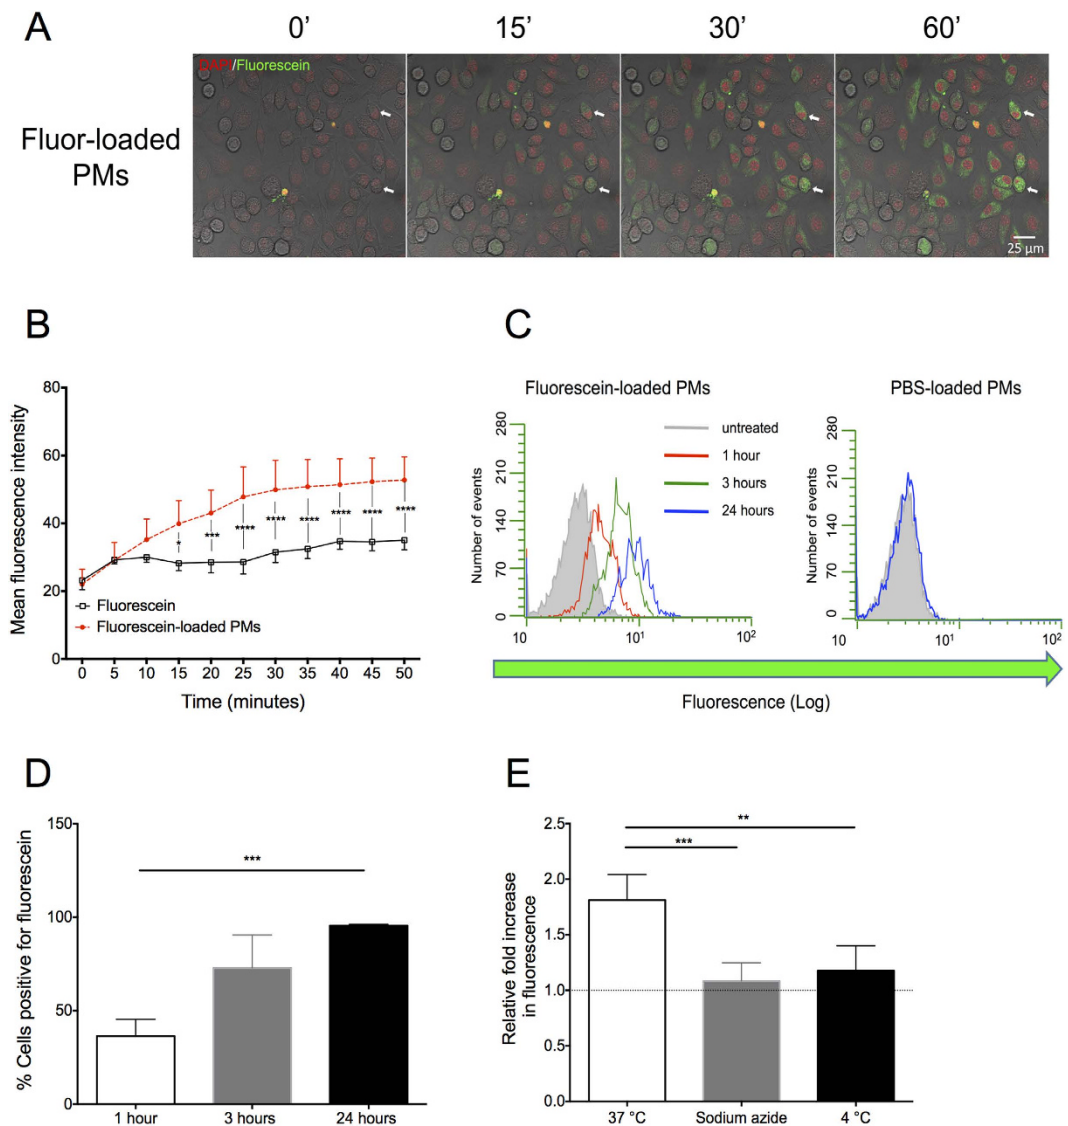 A
0’
15’
30’
60’
Fluor-loaded
PMs
DAPI/Fluorescein
25 µm
B
Mean fluorescence intensity
80
60
40
20
0
*
***
****
****
****
****
****
****
Fluorescein
Fluorescein-loaded PMs
0 5 10 15 20 25 30 35 40 45 50
Time (minutes)
C
Fluorescein-loaded PMs
PBS-loaded PMs
untreated
1 hour
3 hours
24 hours
Number of events
280
210
140
70
0
10
10¹
10²
Number of events
280
210
140
70
0
10
10¹
10²
Fluorescence (Log)
D
% Cells positive for fluorescein
150
100
50
0
***
1 hour
3 hours
24 hours
E
Relative fold increase
in fluorescence
2.5
2.0
1.5
1.0
0.5
0.0
**
***
37 °C
Sodium azide
4 °C